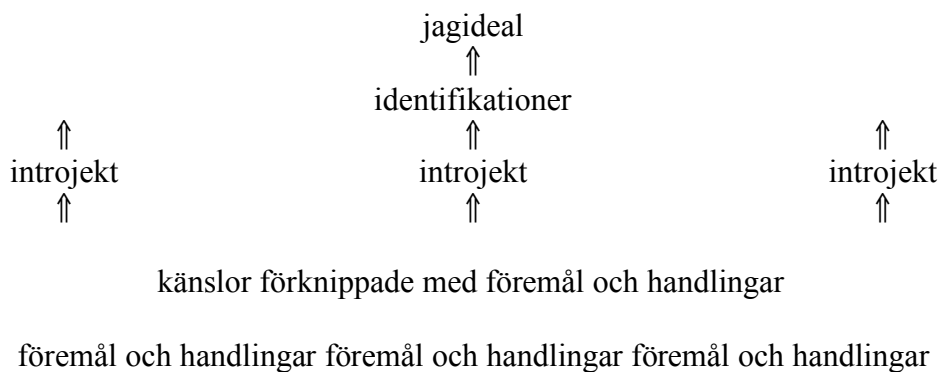 jagideal
⇑
identifikationer
⇑ ⇑ ⇑
introjekt introjekt introjekt
⇑ ⇑ ⇑
känslor förknippade med föremål och handlingar
föremål och handlingar föremål och handlingar föremål och handlingar